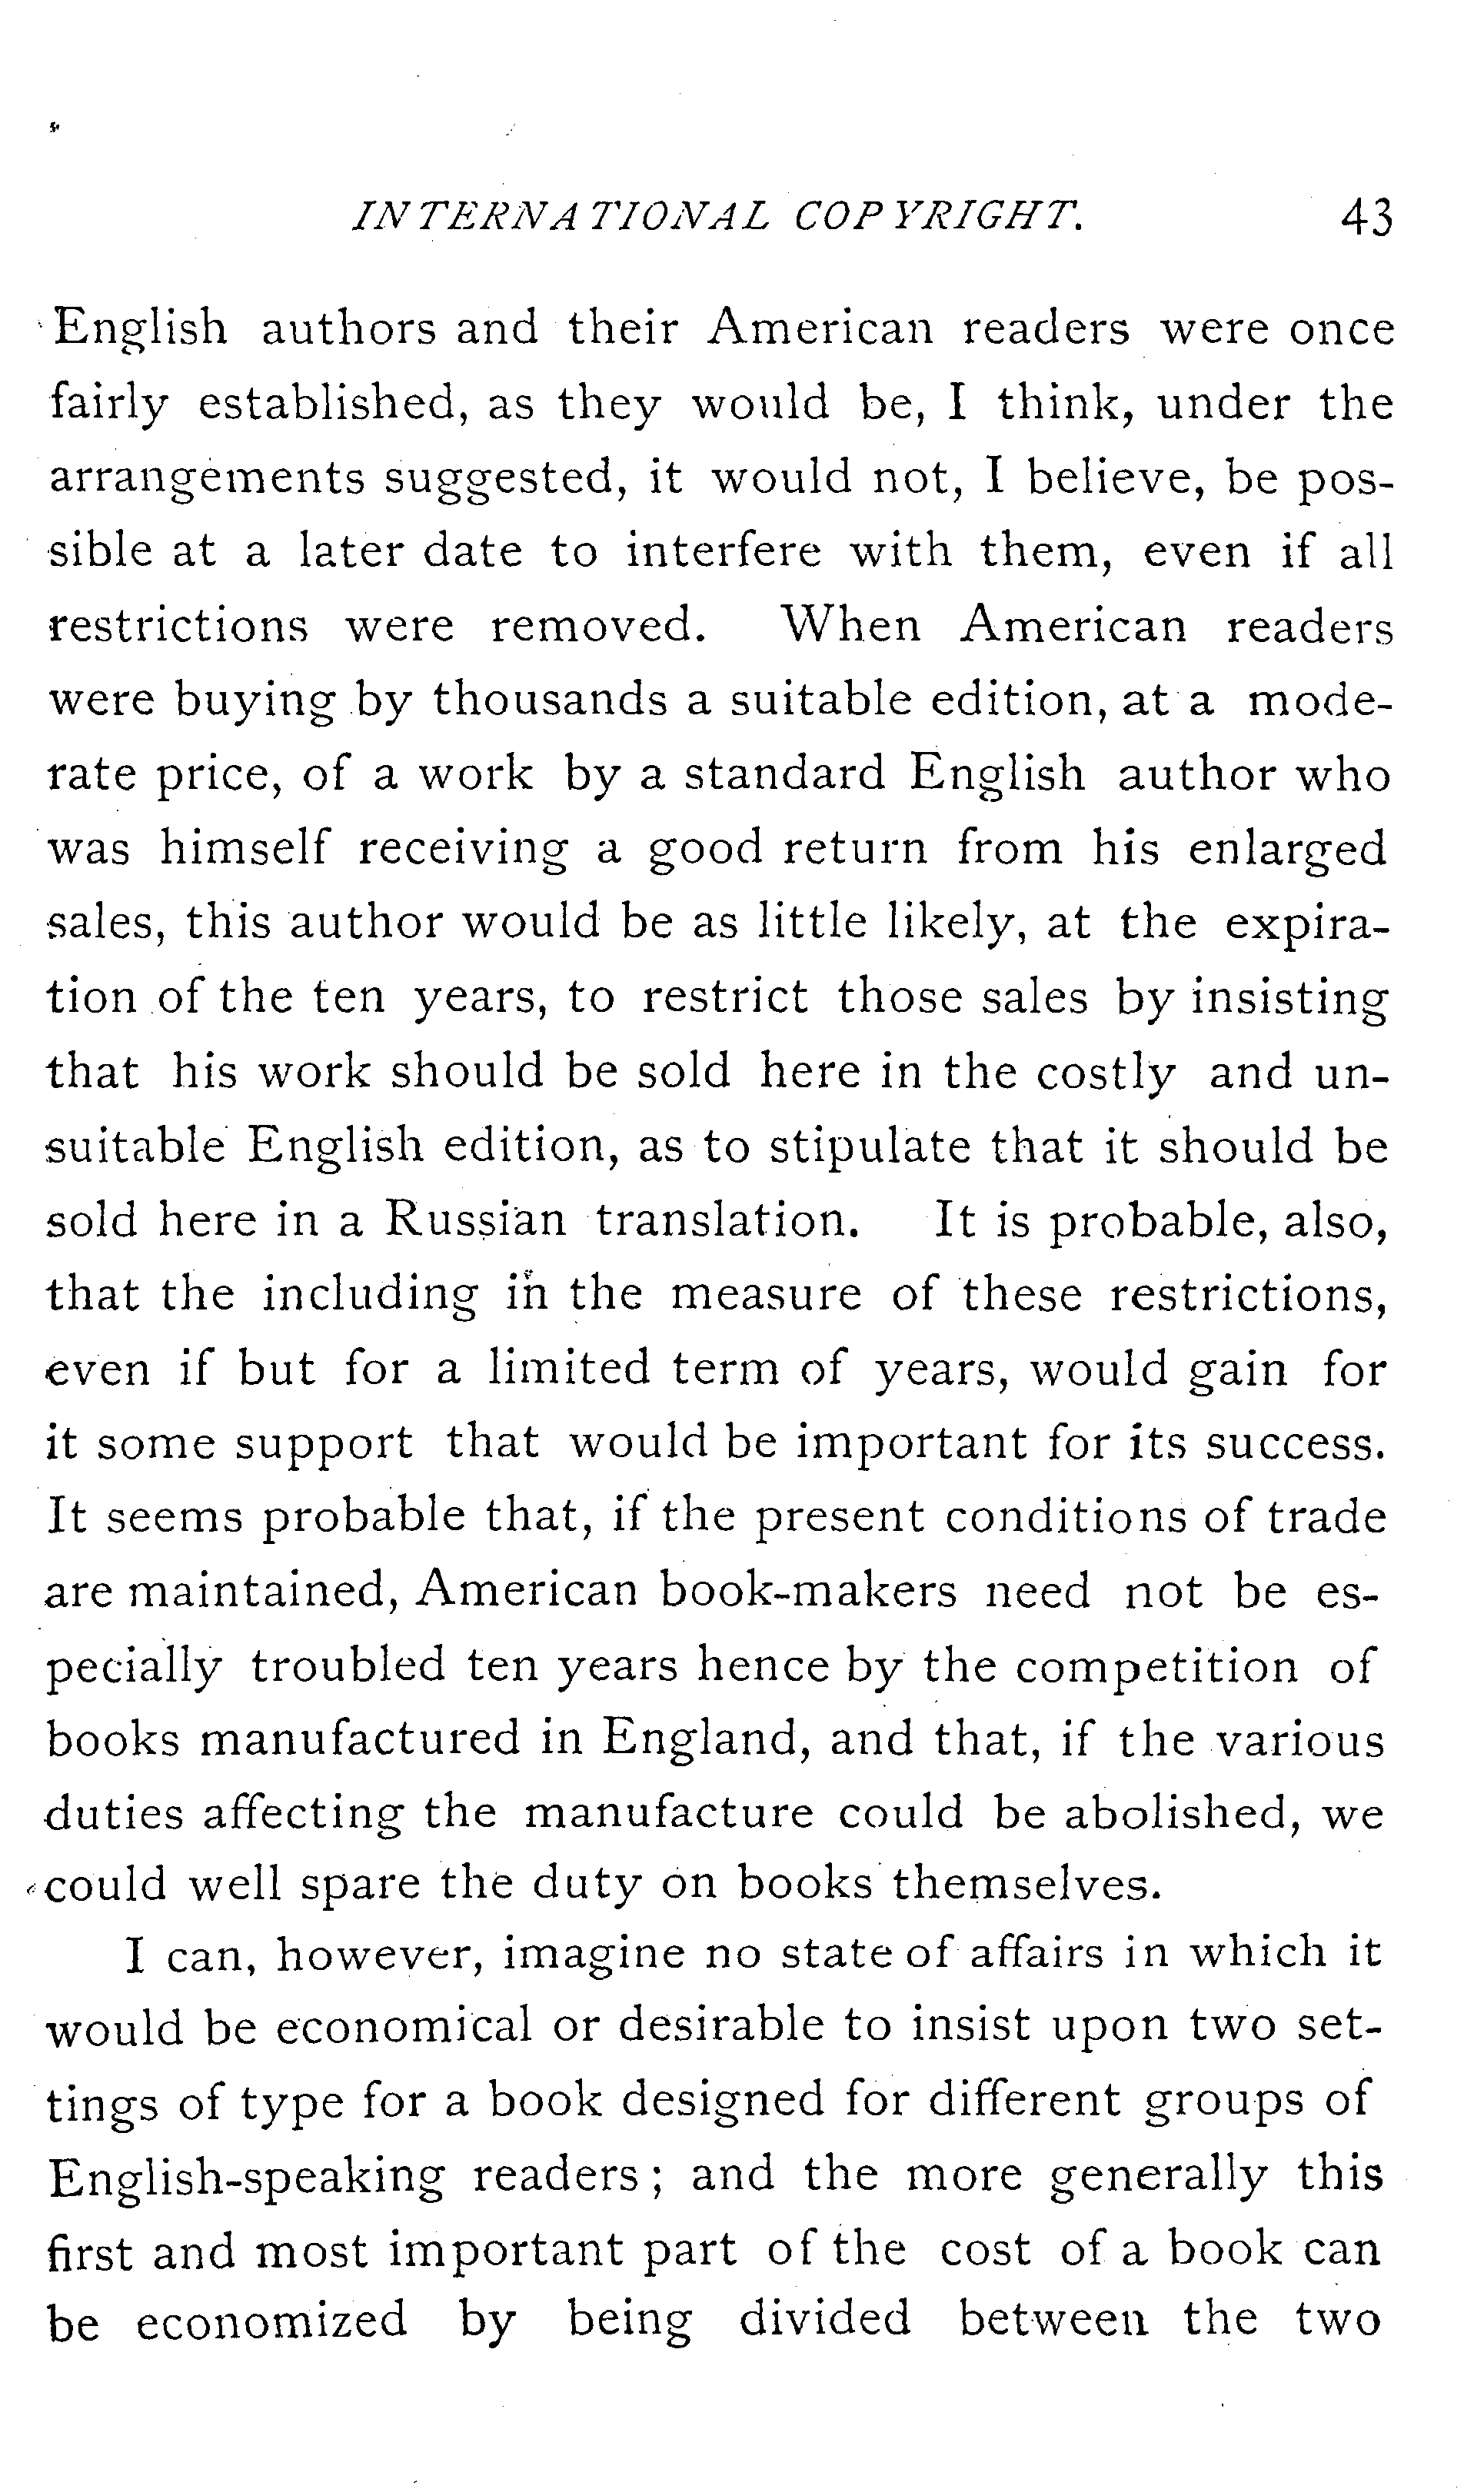 INTERNATIONAL COPYRIGHT. 43
English authors and their American readers were once
fairly established, as they would be, I think, under the
arrangements suggested, it would not, I believe, be pos-
sible at a later date to interfere with them, even if all
restrictions were removed. When American readers
were buying by thousands a suitable edition, at a mode-
rate price, of a work by a standard English author who
was himself receiving a good return from his enlarged
sales, this author would be as little likely, at the expira-
tion of the ten years, to restrict those sales by insisting
that his work should be sold here in the costly and un-
suitable English edition, as to stipulate that it should be
sold here in a Russian translation. It is probable, also,
that the including in the measure of these restrictions,
even if but for a limited term of years, would gain for
it some support that would be important for its success.
It seems probable that, if the present conditions of trade
are maintained, American book-makers need not be es-
pecially troubled ten years hence by the competition of
books manufactured in England, and that, if the various
duties affecting the manufacture could be abolished, we
could well spare the duty on books themselves.
I can, however, imagine no state of affairs in which it
would be economical or desirable to insist upon two set-
tings of type for a book designed for different groups of
English-speaking readers; and the more generally this
first and most important part of the cost of a book can
be economized by being divided between the two